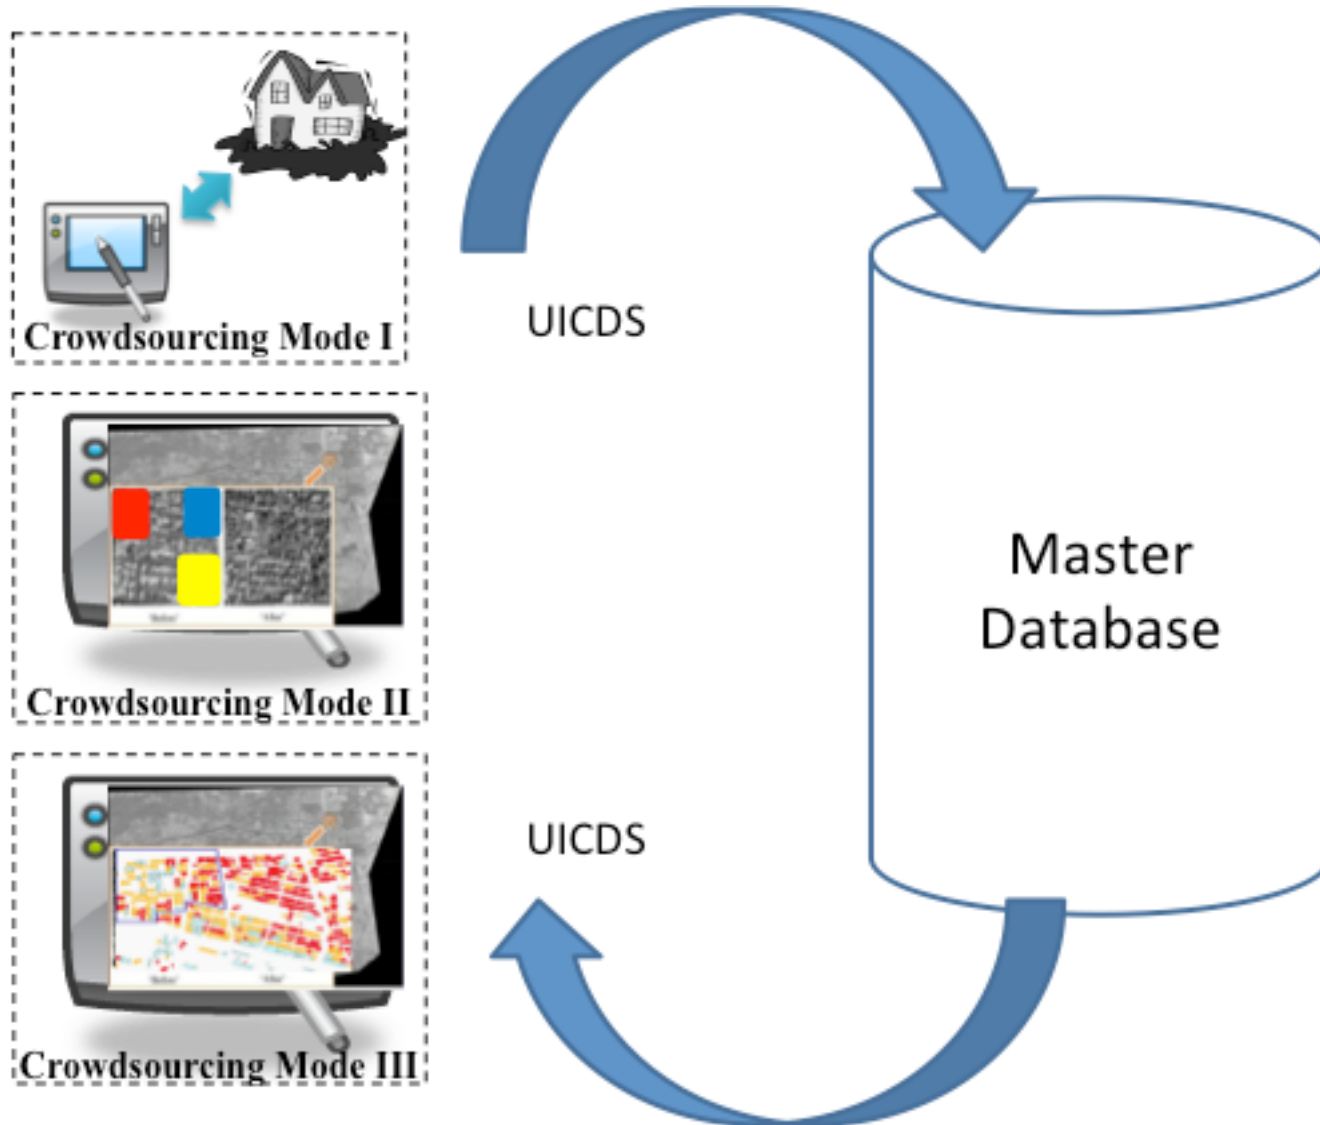 Crowdsourcing Mode I
UICDS
Crowdsourcing Mode II
Master
Database
UICDS
Crowdsourcing Mode III